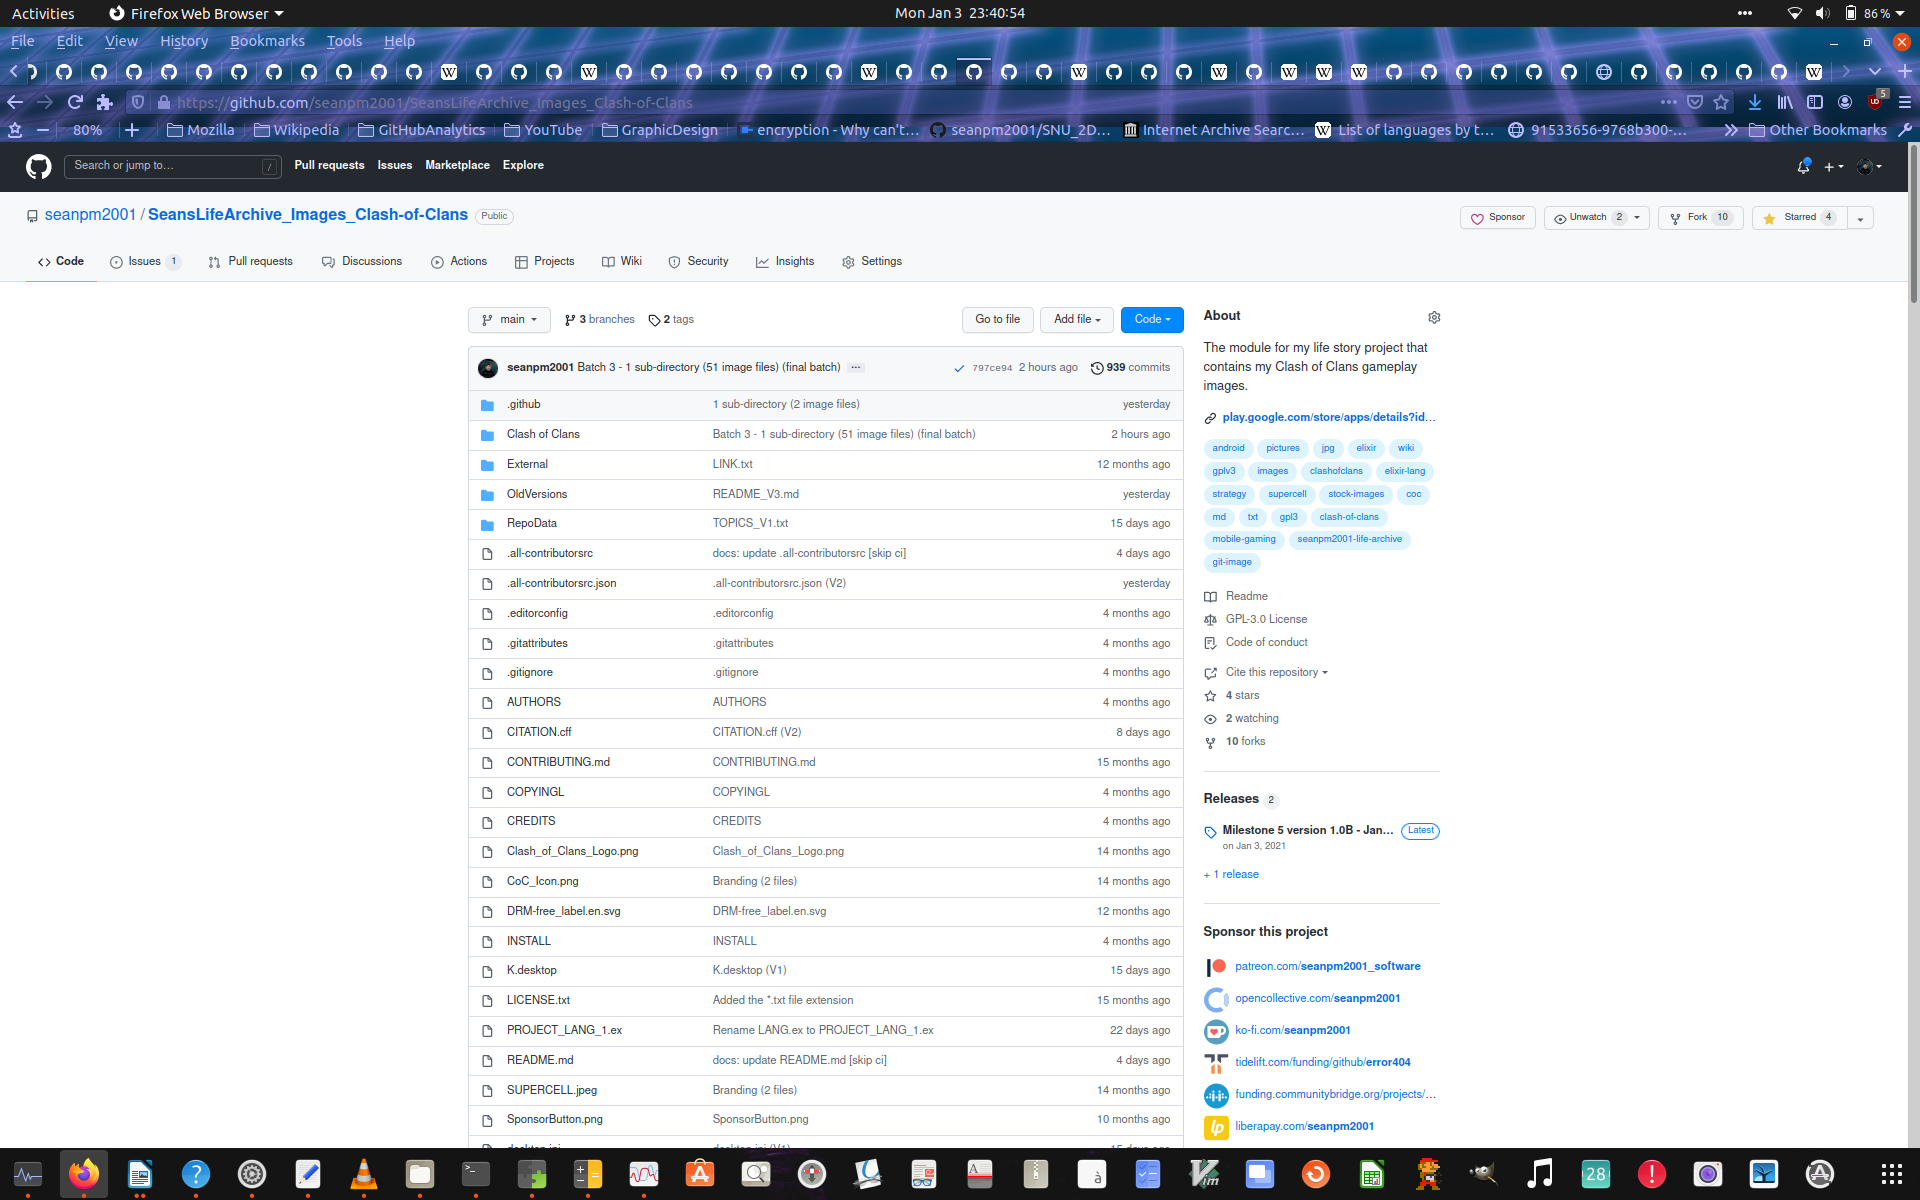 Activities Firefox Web Browser Mon Jan 3 23:40:54 86 %
File Edit View History Bookmarks Tools Help
https://github.com/seanpm2001/SeansLifeArchive_Images_Clash-of-Clans 5
80% Mozilla Wikipedia GitHubAnalytics YouTube GraphicDesign encryption - Why can't… seanpm2001/SNU_2D… Internet Archive Searc… List of languages by t… 91533656-9768b300-… Other Bookmarks
Search or jump to… / Pull requests Issues Marketplace Explore
seanpm2001 / SeansLifeArchive_Images_Clash-of-Clans Public Sponsor Unwatch 2 Fork 10 Starred 4
Code Issues 1 Pull requests Discussions Actions Projects Wiki Security Insights Settings
main 3 branches 2 tags Go to file Add file Code
seanpm2001 Batch 3 - 1 sub-directory (51 image files) (final batch) ... 797ce94 2 hours ago 939 commits
.github 1 sub-directory (2 image files) yesterday
Clash of Clans Batch 3 - 1 sub-directory (51 image files) (final batch) 2 hours ago
External LINK.txt 12 months ago
OldVersions README_V3.md yesterday
RepoData TOPICS_V1.txt 15 days ago
.all-contributorsrc docs: update .all-contributorsrc [skip ci] 4 days ago
.all-contributorsrc.json .all-contributorsrc.json (V2) yesterday
.editorconfig .editorconfig 4 months ago
.gitattributes .gitattributes 4 months ago
.gitignore .gitignore 4 months ago
AUTHORS AUTHORS 4 months ago
CITATION.cff CITATION.cff (V2) 8 days ago
CONTRIBUTING.md CONTRIBUTING.md 15 months ago
COPYINGL COPYINGL 4 months ago
CREDITS CREDITS 4 months ago
Clash_of_Clans_Logo.png Clash_of_Clans_Logo.png 14 months ago
CoC_Icon.png Branding (2 files) 14 months ago
DRM-free_label.en.svg DRM-free_label.en.svg 12 months ago
INSTALL INSTALL 4 months ago
K.desktop K.desktop (V1) 15 days ago
LICENSE.txt Added the *.txt file extension 15 months ago
PROJECT_LANG_1.ex Rename LANG.ex to PROJECT_LANG_1.ex 22 days ago
README.md docs: update README.md [skip ci] 4 days ago
SUPERCELL.jpeg Branding (2 files) 14 months ago
SponsorButton.png SponsorButton.png 10 months ago
About
The module for my life story project that
contains my Clash of Clans gameplay
images.
play.google.com/store/apps/details?id…
android pictures jpg elixir wiki
gplv3 images clashofclans elixir-lang
strategy supercell stock-images coc
md txt gpl3 clash-of-clans
mobile-gaming seanpm2001-life-archive
git-image
Readme
GPL-3.0 License
Code of conduct
Cite this repository
4 stars
2 watching
10 forks
Releases 2
Milestone 5 version 1.0B - Jan… Latest
on Jan 3, 2021
+ 1 release
Sponsor this project
patreon.com/seanpm2001_software
opencollective.com/seanpm2001
ko-fi.com/seanpm2001
tidelift.com/funding/github/error404
funding.communitybridge.org/projects/…
liberapay.com/seanpm2001
28